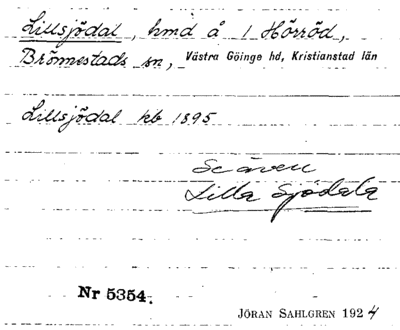 Lillsjödal, hmd å 1 Hörröd,
Brönnestads sn, Västra Göinge hd, Kristianstad län
Lillsjödal kb 1895
Se även
Lilla Sjödala
Nr 5354.
JÖRAN SAHLGREN 1924